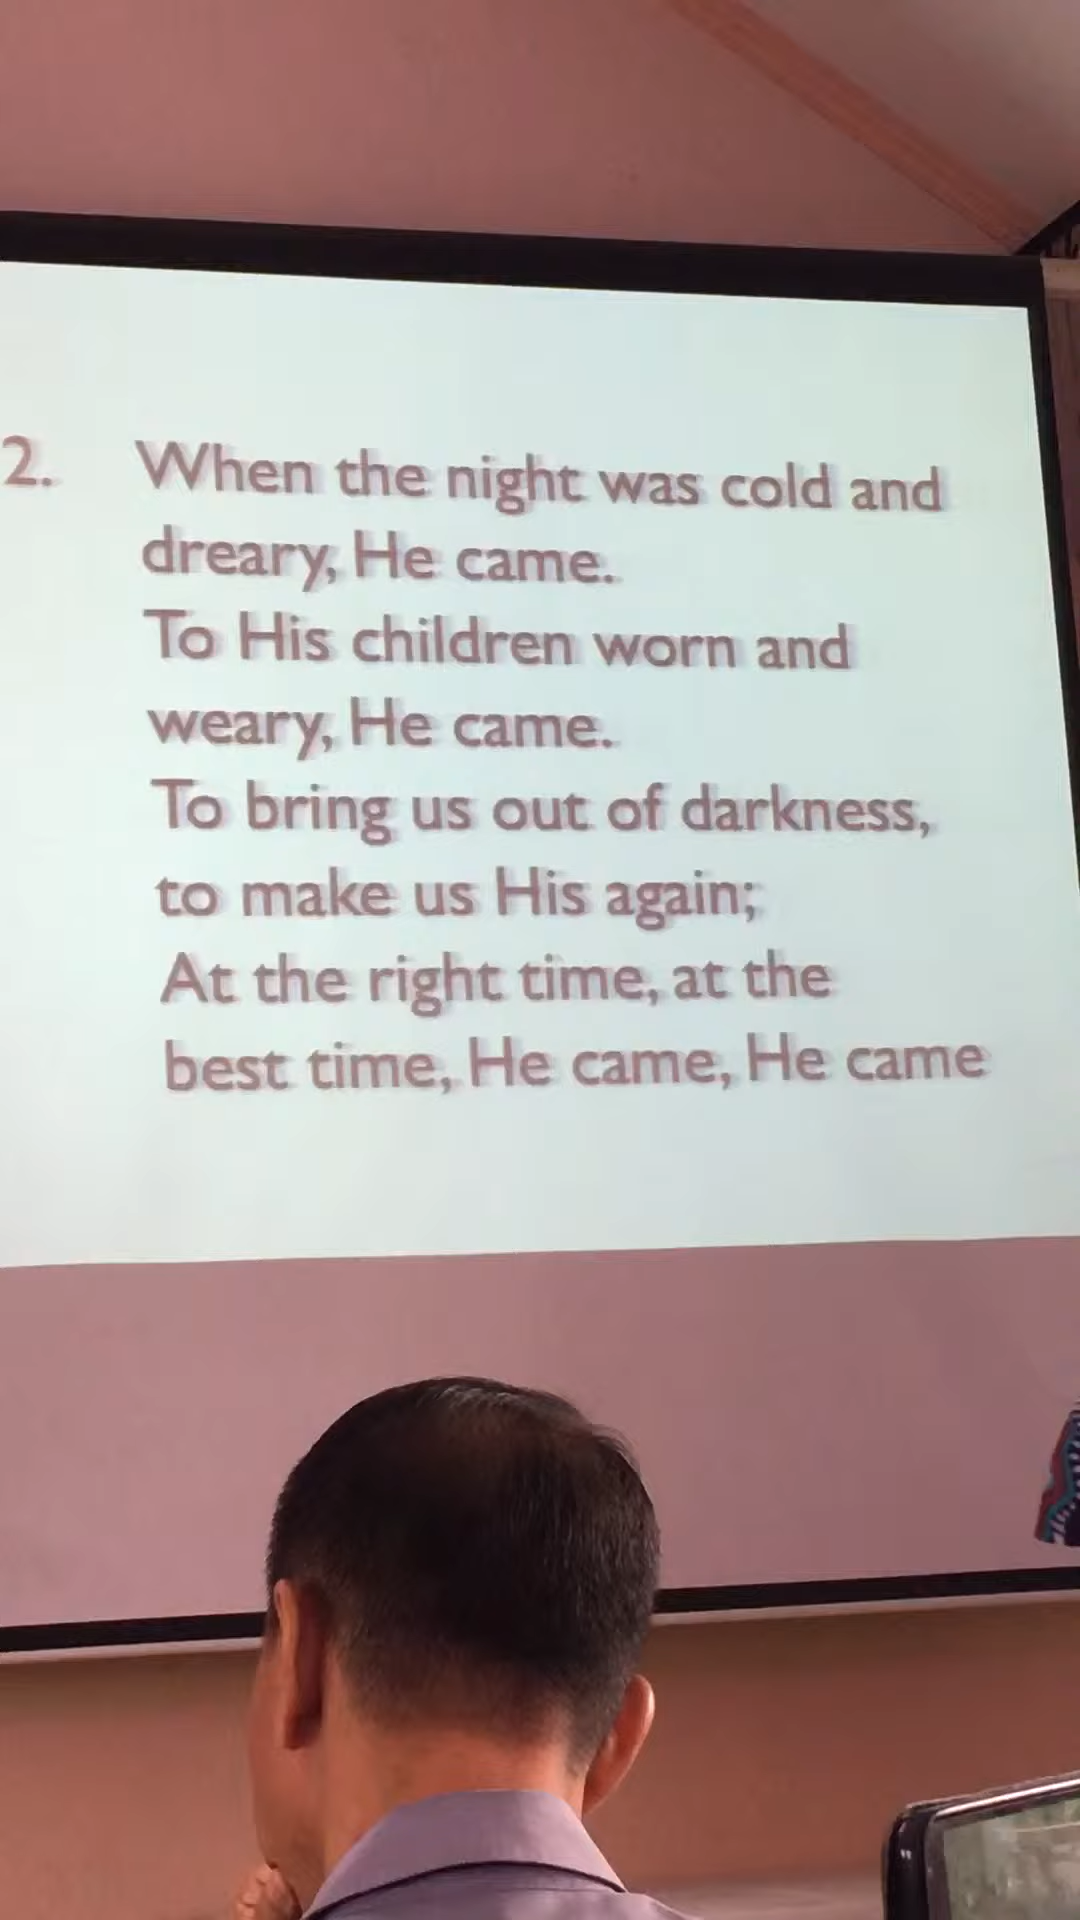 2. When the night was cold and
dreary, He came.
To His children worn and
weary, He came.
To bring us out of darkness,
to make us His again;
At the right time, at the
best time, He came, He came